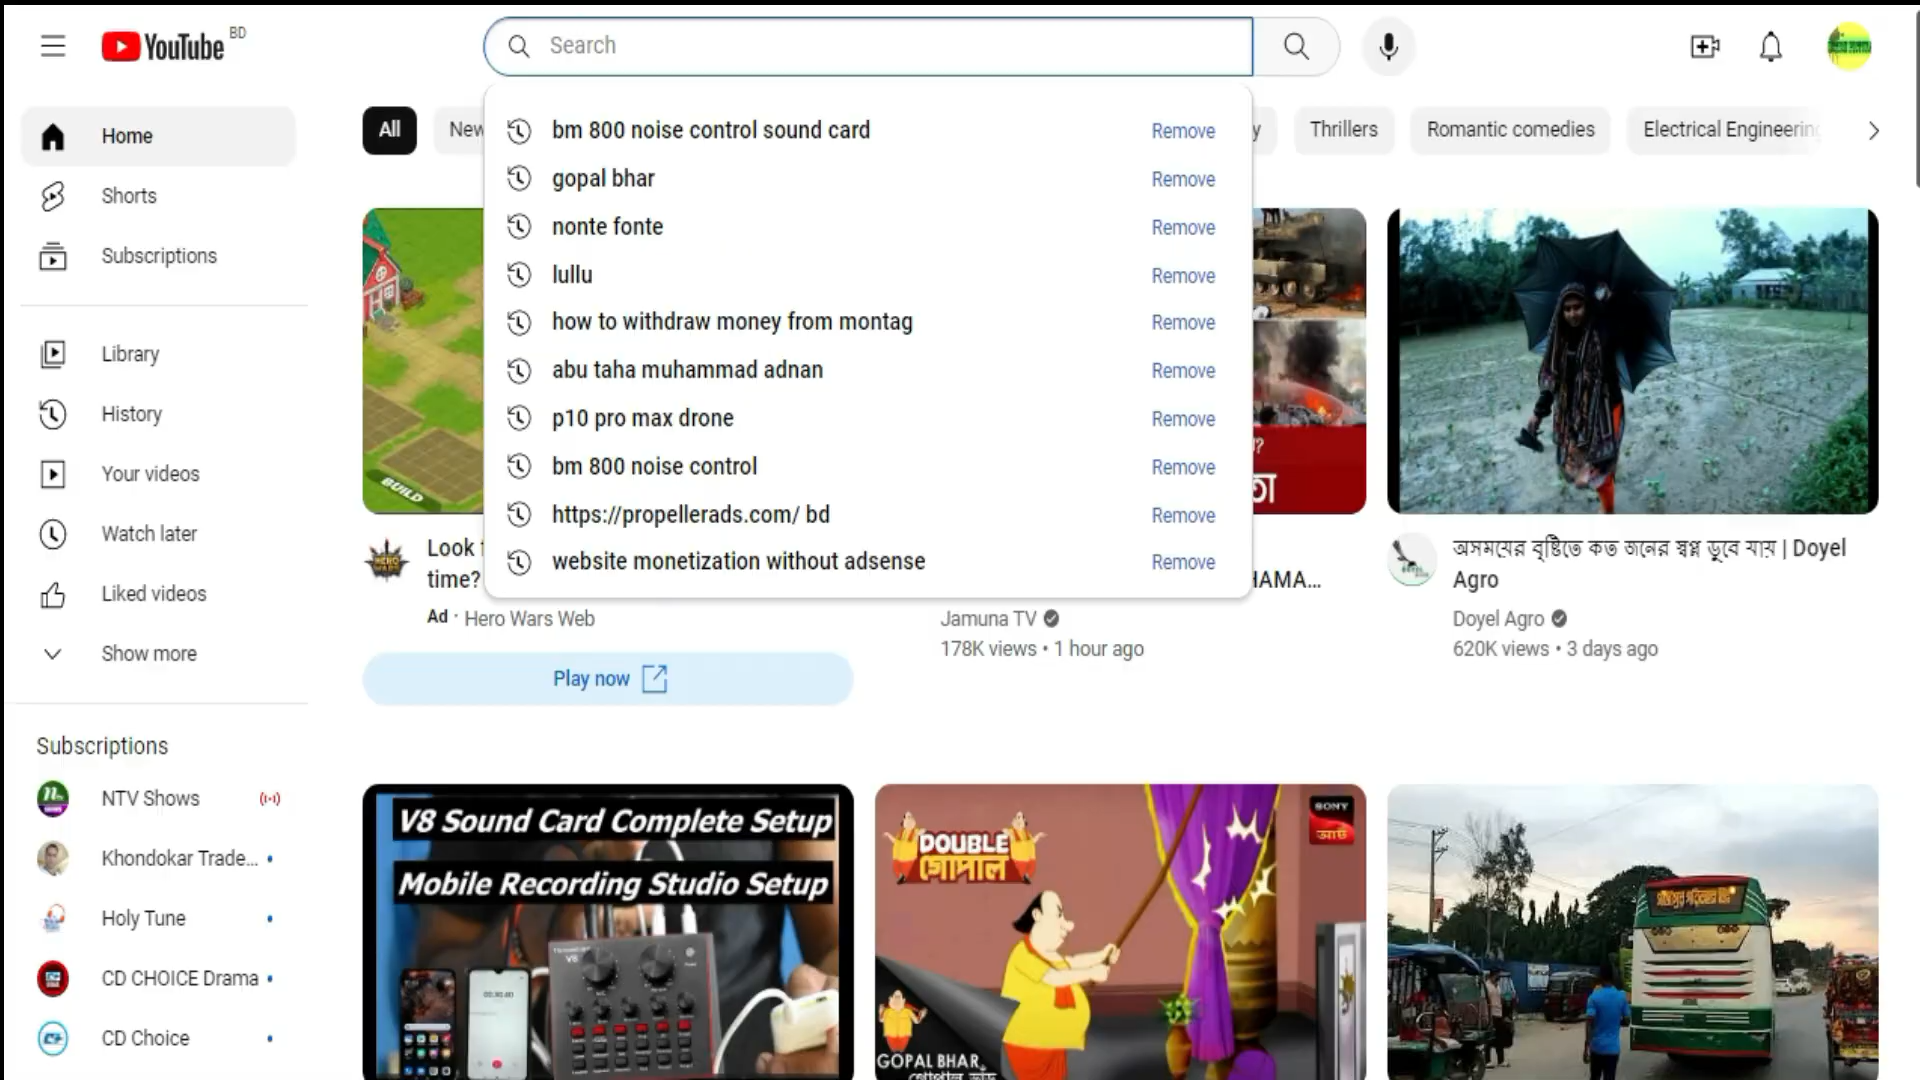 YouTube BD
Search
Home
Shorts
Subscriptions
Library
History
Your videos
Watch later
Liked videos
Show more
Subscriptions
NTV Shows
Khondokar Trade...
Holy Tune
CD CHOICE Drama
CD Choice
All
New
Thrillers
Romantic comedies
Electrical Engineering
bm 800 noise control sound card Remove
gopal bhar Remove
nonte fonte Remove
lullu Remove
how to withdraw money from montag Remove
abu taha muhammad adnan Remove
p10 pro max drone Remove
bm 800 noise control Remove
https://propellerads.com/ bd Remove
website monetization without adsense Remove
BUILD
Look
time?
Ad · Hero Wars Web
Play now
HAMA...
Jamuna TV
178K views • 1 hour ago
অসময়ের বৃষ্টিতে কত জনের স্বপ্ন ডুবে যায় | Doyel
Agro
Doyel Agro
620K views • 3 days ago
V8 Sound Card Complete Setup
Mobile Recording Studio Setup
V8
DOUBLE
গোপাল
SONY
আট
GOPAL BHAR